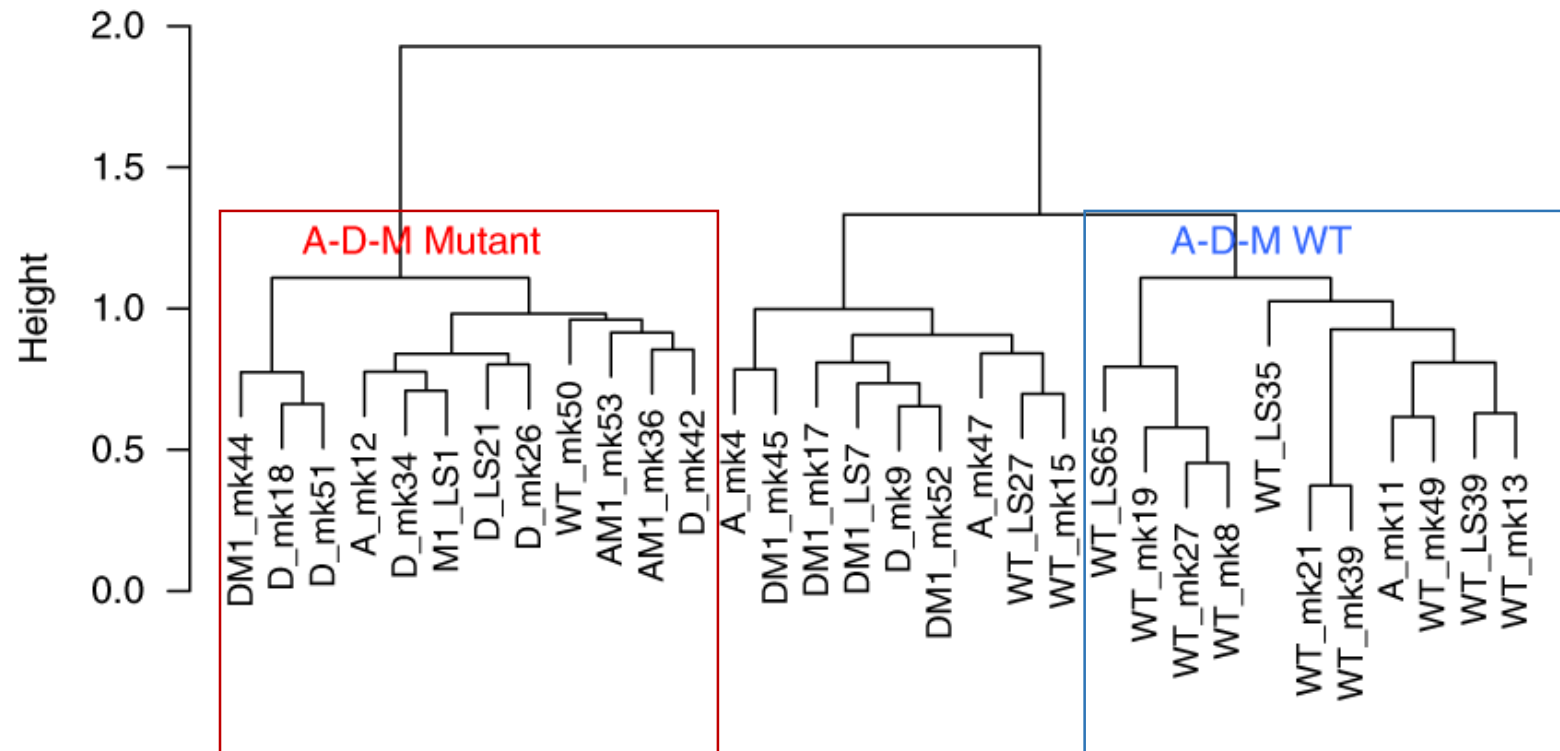 2.0
1.5
1.0
0.5
0.0
Height
A-D-M Mutant
A-D-M WT
DM1_mk44
D_mk18
D_mk51
A_mk12
D_mk34
M1_LS1
D_LS21
D_mk26
WT_mk50
AM1_mk53
AM1_mk36
D_mk42
A_mk4
DM1_mk45
DM1_mk17
DM1_LS7
D_mk9
DM1_mk52
A_mk47
WT_LS27
WT_mk15
WT_LS65
WT_mk19
WT_mk27
WT_mk8
WT_LS35
WT_mk21
WT_mk39
A_mk11
WT_mk49
WT_LS39
WT_mk13